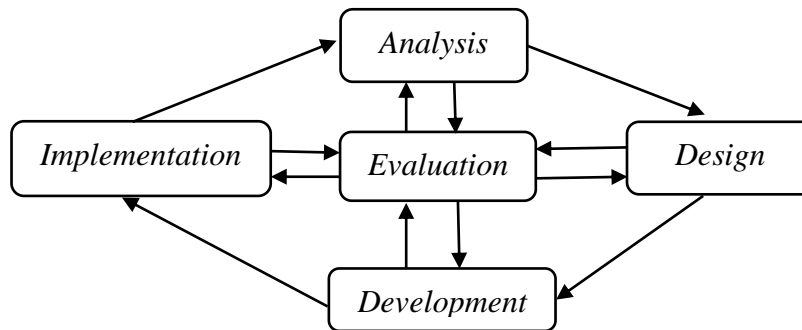 Analysis
Implementation
Evaluation
Design
Development